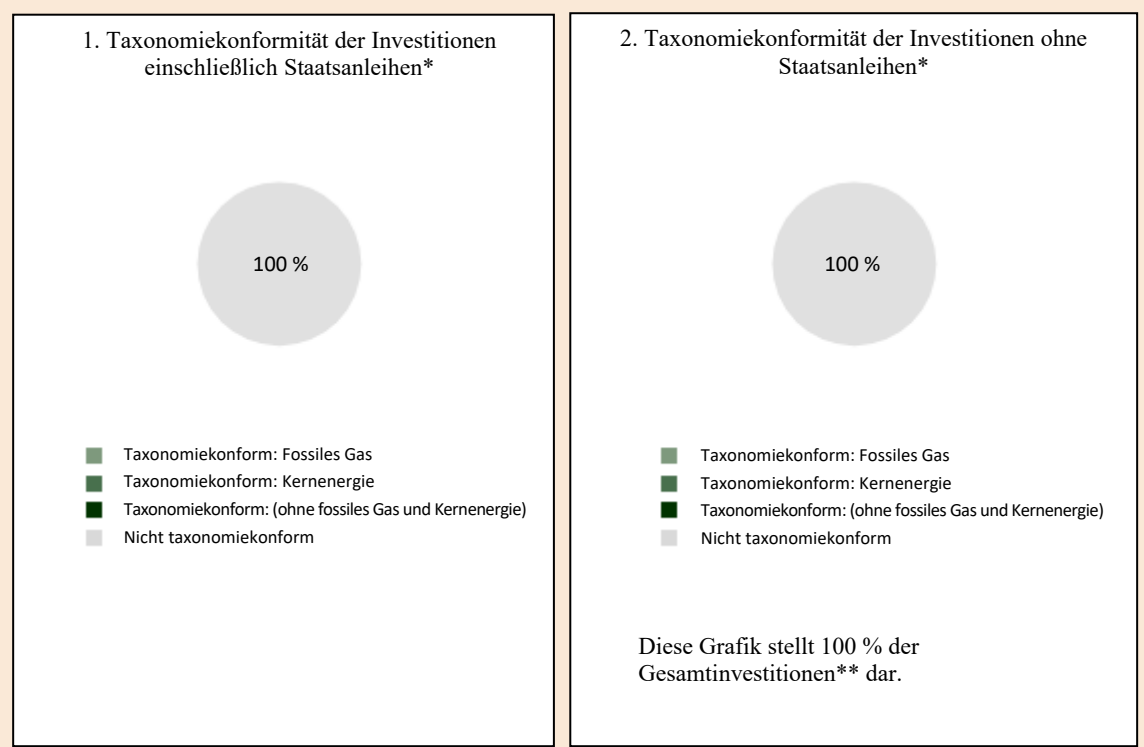 1. Taxonomiekonformität der Investitionen
einschließlich Staatsanleihen*
100 %
Taxonomiekonform: Fossiles Gas
Taxonomiekonform: Kernenergie
Taxonomiekonform: (ohne fossiles Gas und Kernenergie)
Nicht taxonomiekonform
2. Taxonomiekonformität der Investitionen ohne
Staatsanleihen*
100 %
Taxonomiekonform: Fossiles Gas
Taxonomiekonform: Kernenergie
Taxonomiekonform: (ohne fossiles Gas und Kernenergie)
Nicht taxonomiekonform
Diese Grafik stellt 100 % der
Gesamtinvestitionen** dar.